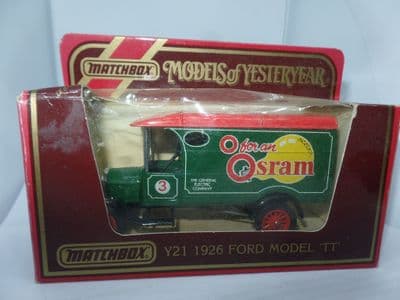 MATCHBOX MODELS of YESTERYEAR
O for an
Osram
3
THE GENERAL
ELECTRIC
COMPANY
MATCHBOX Y21 1926 FORD MODEL 'TT'